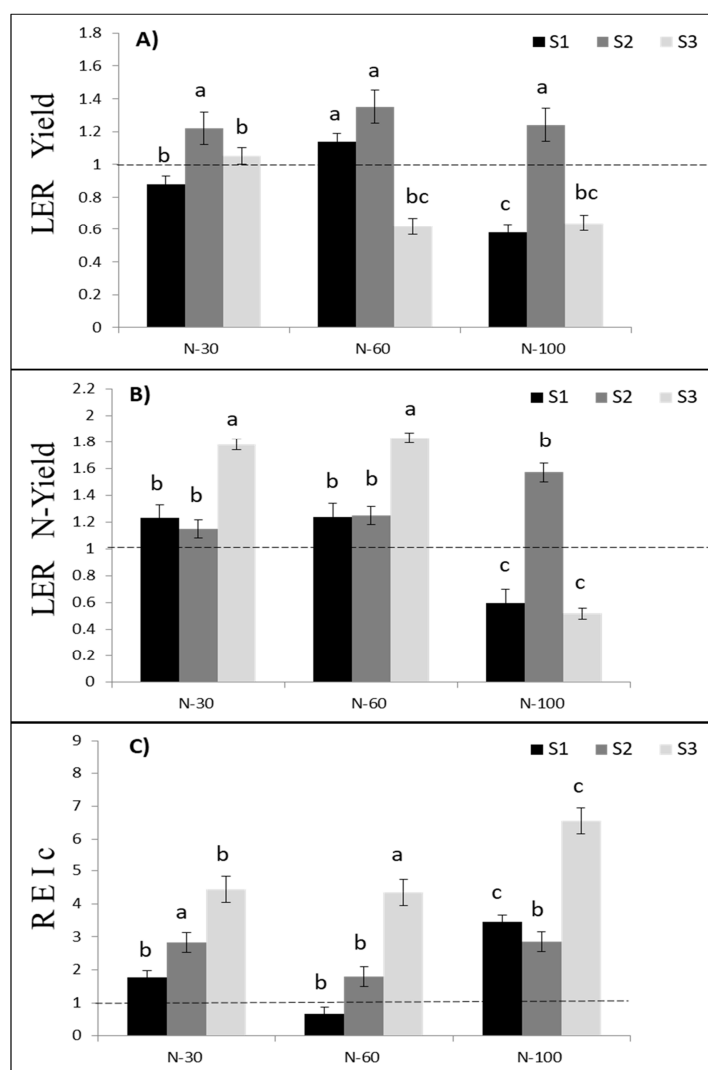 A)
S1 S2 S3
LER Yield
1.8
1.6
1.4
1.2
1
0.8
0.6
0.4
0.2
0
b a b
a a bc
c a bc
N-30 N-60 N-100
B)
S1 S2 S3
LER N-Yield
2.2
2
1.8
1.6
1.4
1.2
1
0.8
0.6
0.4
0.2
0
b b a
b b a
c b c
N-30 N-60 N-100
C)
S1 S2 S3
R E I c
9
8
7
6
5
4
3
2
1
0
b a b
b b a
c b c
N-30 N-60 N-100